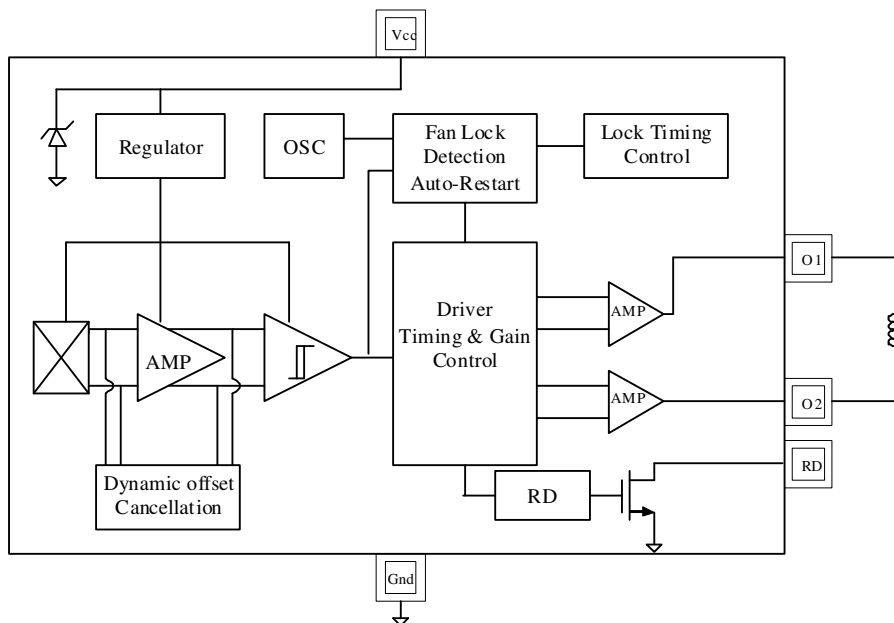 Vcc
Regulator
OSC
Fan Lock
Detection
Auto-Restart
Lock Timing
Control
O1
AMP
Driver
Timing & Gain
Control
AMP
AMP
O2
RD
Dynamic offset
Cancellation
RD
Gnd